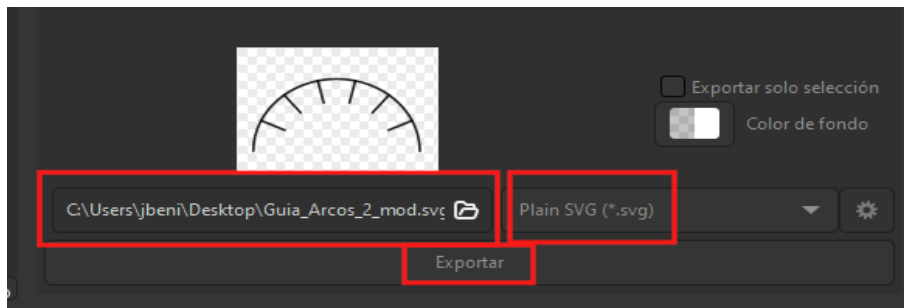 Exportar solo selección
Color de fondo
C:\Users\jbeni\Desktop\Guia_Arcos_2_mod.svg
Plain SVG (*.svg)
Exportar